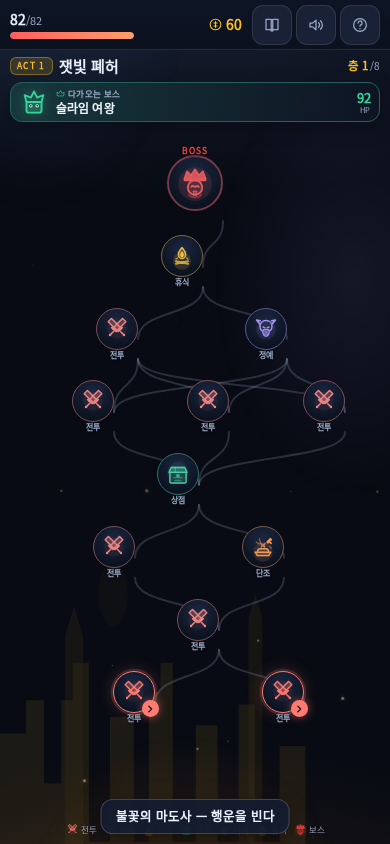 82/82
60
ACT 1 잿빛 폐허
층 1/8
다가오는 보스
슬라임 여왕
92
HP
BOSS
휴식
전투
정예
전투
전투
전투
상점
전투
단조
전투
전투
전투
불꽃의 마도사 — 행운을 빈다
전투
보스